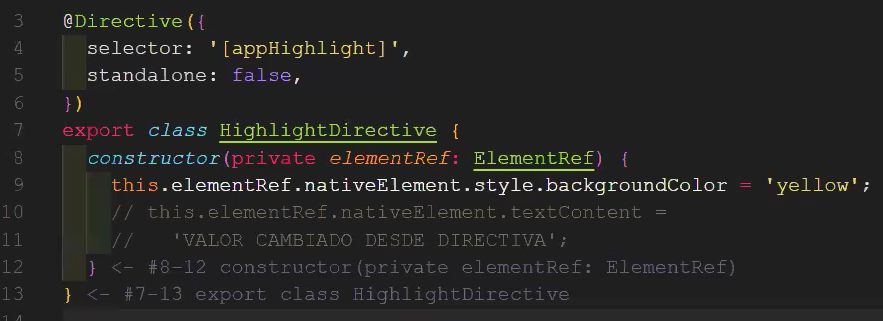 3 @Directive({
4 selector: '[appHighlight]',
5 standalone: false,
6 })
7 export class HighlightDirective {
8 constructor(private elementRef: ElementRef) {
9 this.elementRef.nativeElement.style.backgroundColor = 'yellow';
10 // this.elementRef.nativeElement.textContent =
11 // 'VALOR CAMBIADO DESDE DIRECTIVA';
12 } <- #8-12 constructor(private elementRef: ElementRef)
13 } <- #7-13 export class HighlightDirective
14